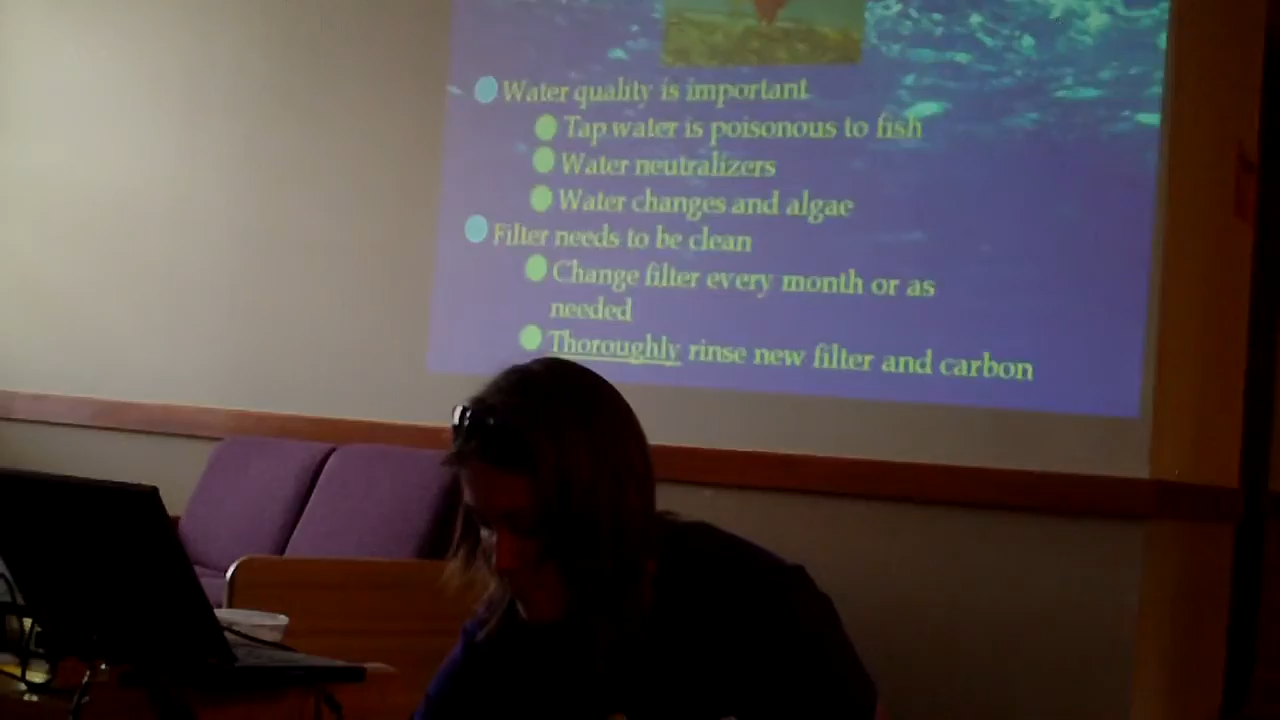 Water quality is important
Tap water is poisonous to fish
Water neutralizers
Water changes and algae
Filter needs to be clean
Change filter every month or as
needed
Thoroughly rinse new filter and carbon